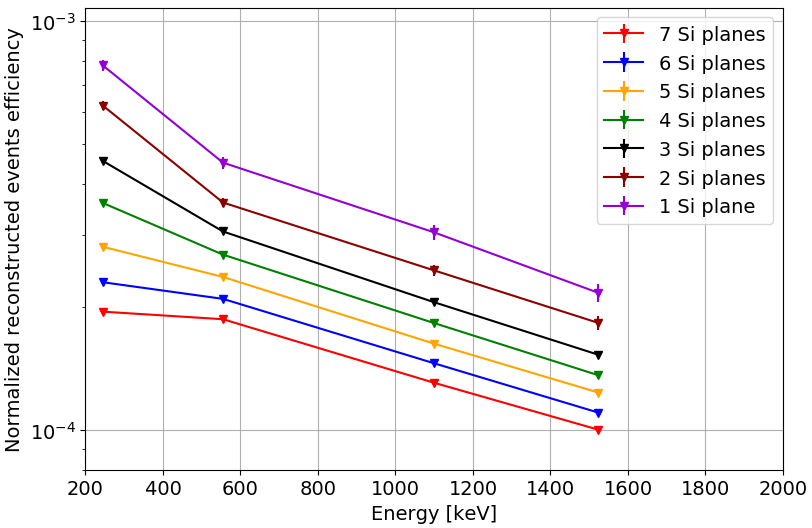 10⁻³
10⁻⁴
Normalized reconstructed events efficiency
7 Si planes
6 Si planes
5 Si planes
4 Si planes
3 Si planes
2 Si planes
1 Si plane
200 400 600 800 1000 1200 1400 1600 1800 2000
Energy [keV]